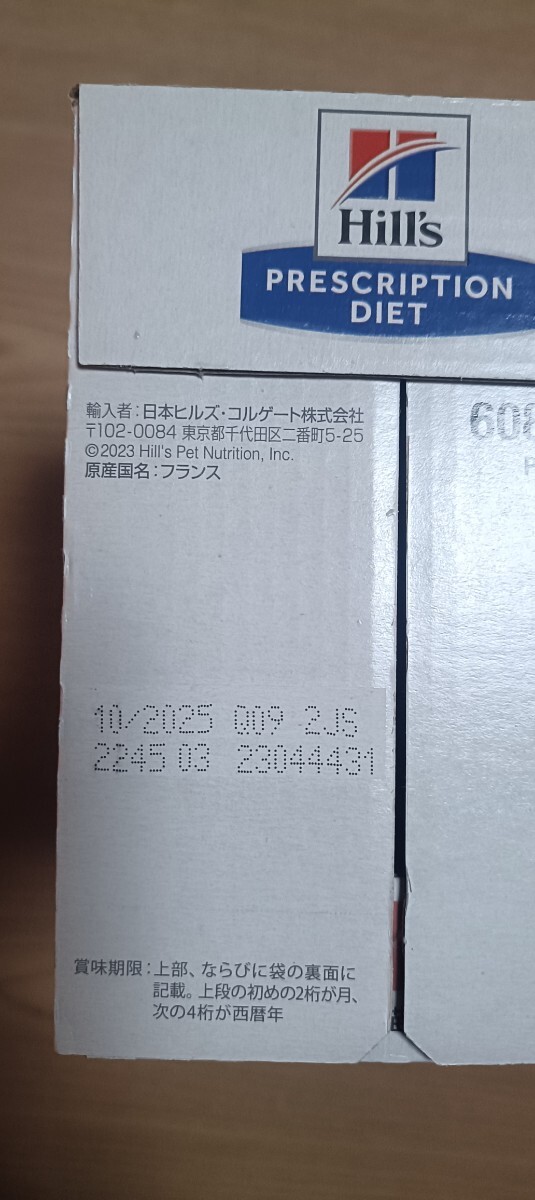 Hill's
PRESCRIPTION
DIET
輸入者:日本ヒルズ・コルゲート株式会社
〒102-0084 東京都千代田区二番町5-25
©2023 Hill's Pet Nutrition, Inc.
原産国名:フランス
608
10/2025 Q09 2JS
2245 03 23044431
賞味期限:上部、ならびに袋の裏面に
記載。上段の初めの2桁が月、
次の4桁が西暦年